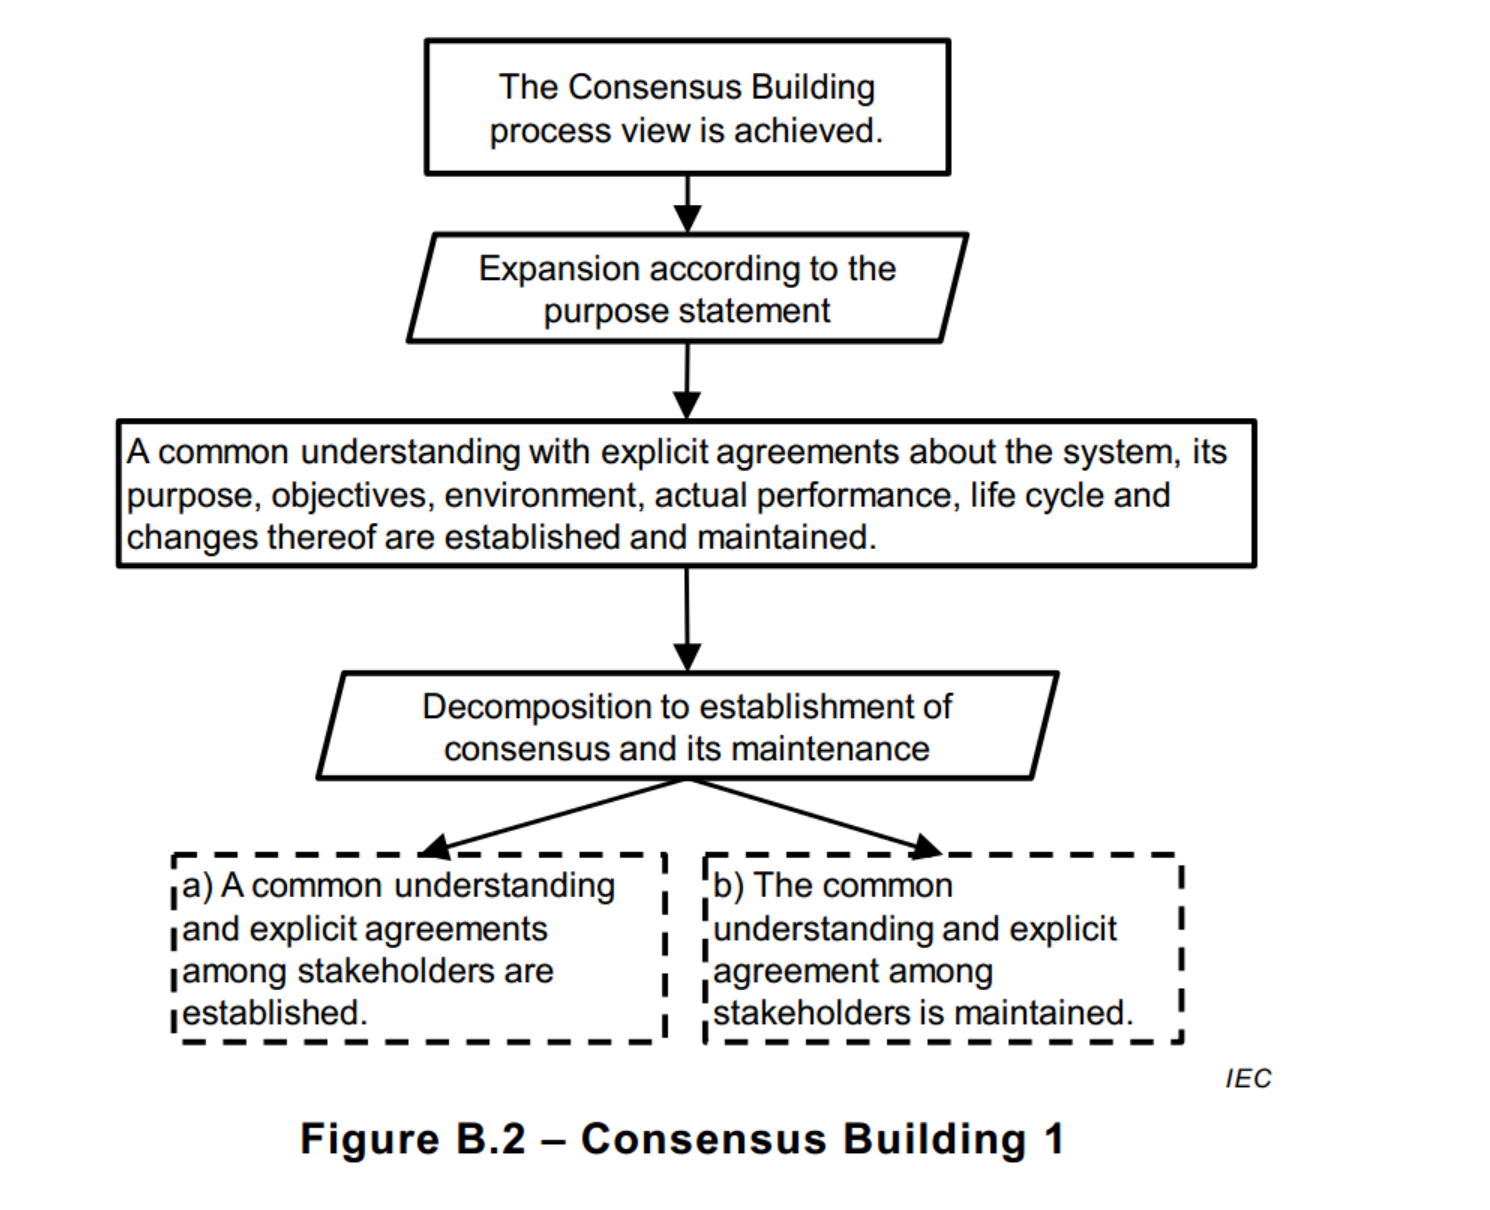 The Consensus Building
process view is achieved.
Expansion according to the
purpose statement
A common understanding with explicit agreements about the system, its
purpose, objectives, environment, actual performance, life cycle and
changes thereof are established and maintained.
Decomposition to establishment of
consensus and its maintenance
a) A common understanding
and explicit agreements
among stakeholders are
established.
b) The common
understanding and explicit
agreement among
stakeholders is maintained.
IEC
Figure B.2 – Consensus Building 1